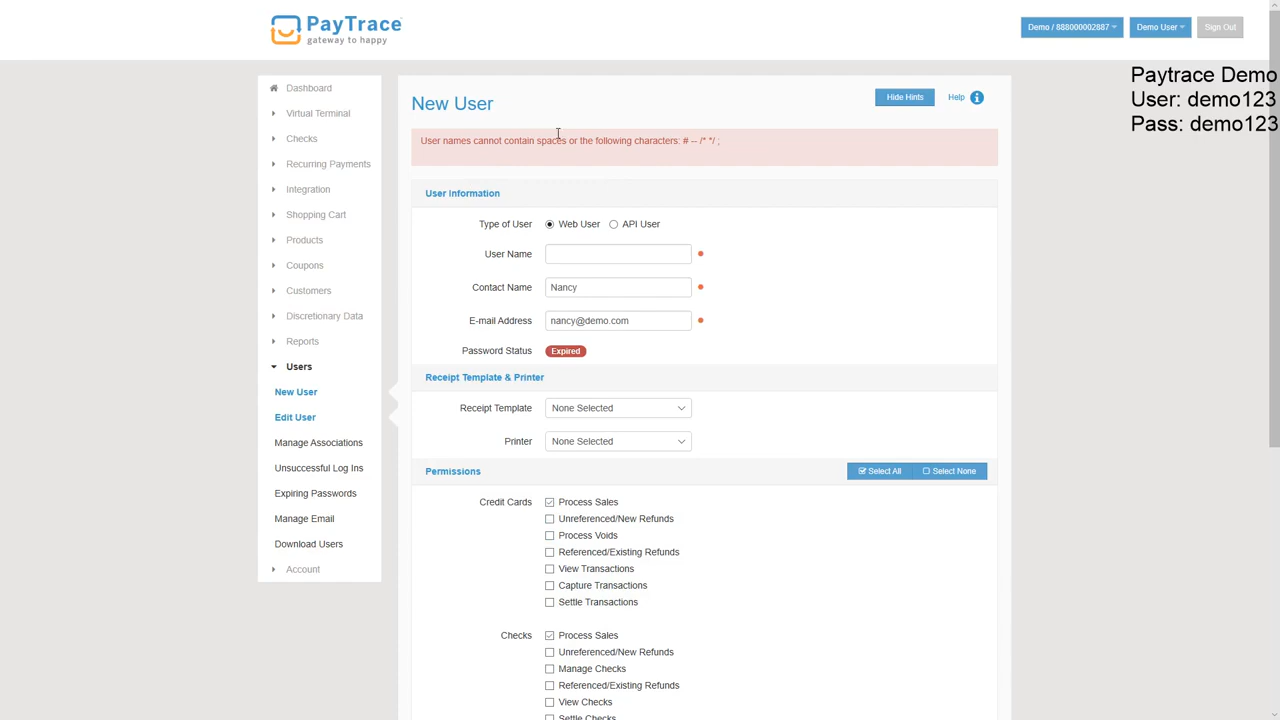 PayTrace
gateway to happy
Demo / 888000002887
Demo User
Sign Out
Paytrace Demo
User: demo123
Pass: demo123
Dashboard
Virtual Terminal
Checks
Recurring Payments
Integration
Shopping Cart
Products
Coupons
Customers
Discretionary Data
Reports
Users
New User
Edit User
Manage Associations
Unsuccessful Log Ins
Expiring Passwords
Manage Email
Download Users
Account
New User
Hide Hints
Help
User names cannot contain spaces or the following characters: # -- /* */ ;
User Information
Type of User Web User API User
User Name
Contact Name Nancy
E-mail Address nancy@demo.com
Password Status Expired
Receipt Template & Printer
Receipt Template None Selected
Printer None Selected
Permissions Select All Select None
Credit Cards Process Sales
Unreferenced/New Refunds
Process Voids
Referenced/Existing Refunds
View Transactions
Capture Transactions
Settle Transactions
Checks Process Sales
Unreferenced/New Refunds
Manage Checks
Referenced/Existing Refunds
View Checks
Settle Checks